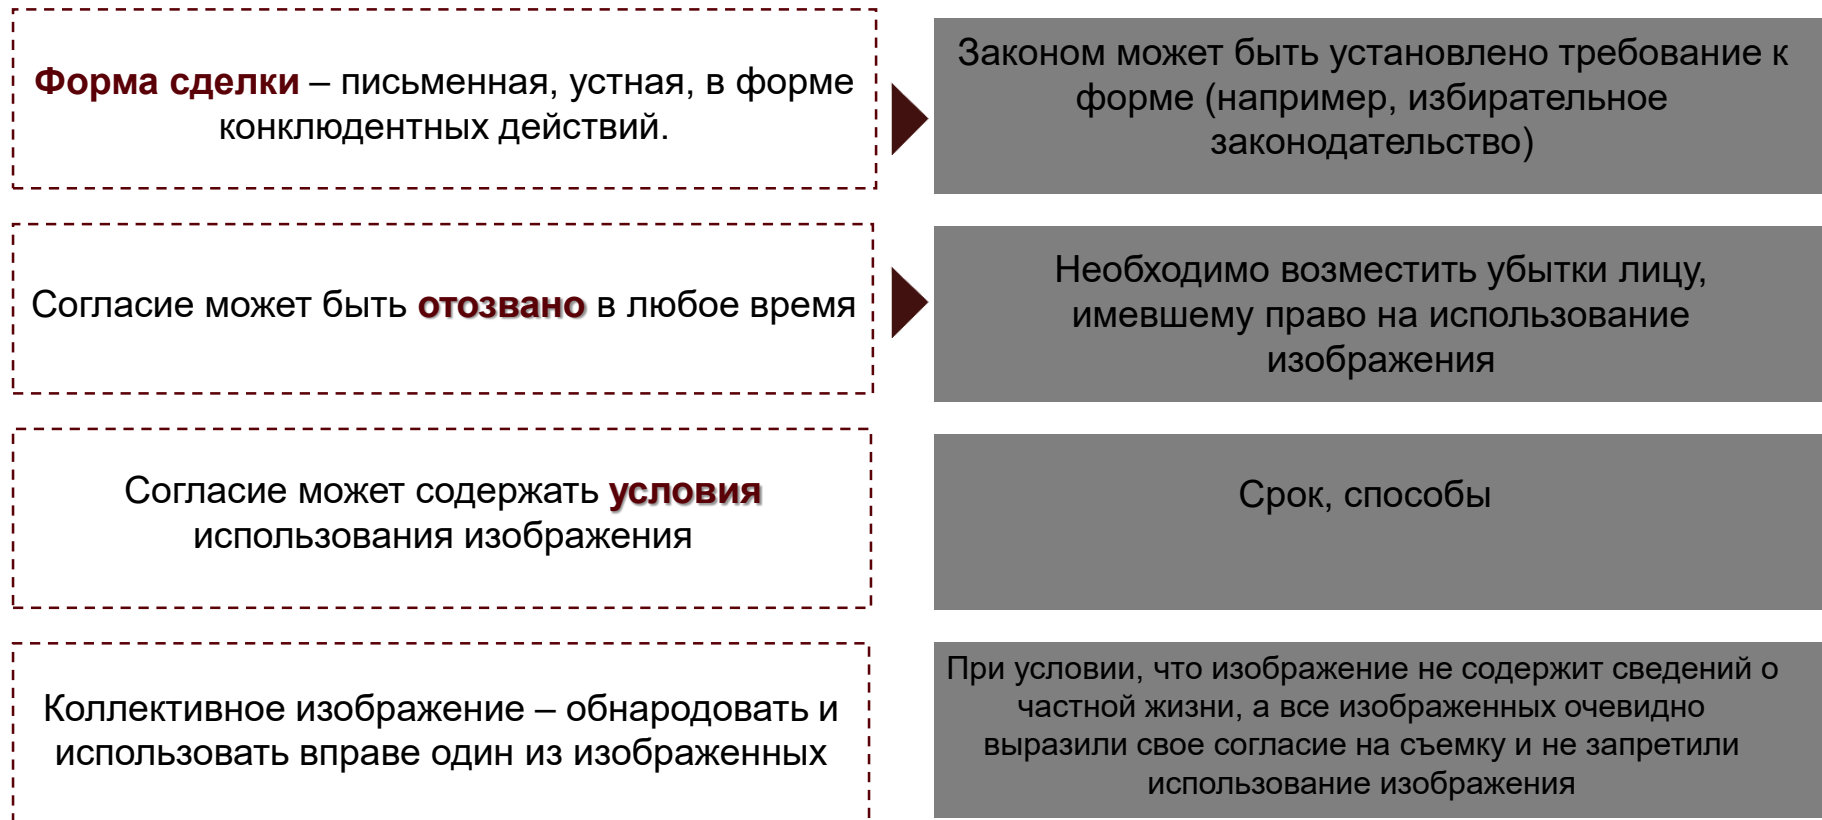 Форма сделки – письменная, устная, в форме
конклюдентных действий.
Законом может быть установлено требование к
форме (например, избирательное
законодательство)
Согласие может быть отозвано в любое время
Необходимо возместить убытки лицу,
имевшему право на использование
изображения
Согласие может содержать условия
использования изображения
Срок, способы
Коллективное изображение – обнародовать и
использовать вправе один из изображенных
При условии, что изображение не содержит сведений о
частной жизни, а все изображенных очевидно
выразили свое согласие на съемку и не запретили
использование изображения